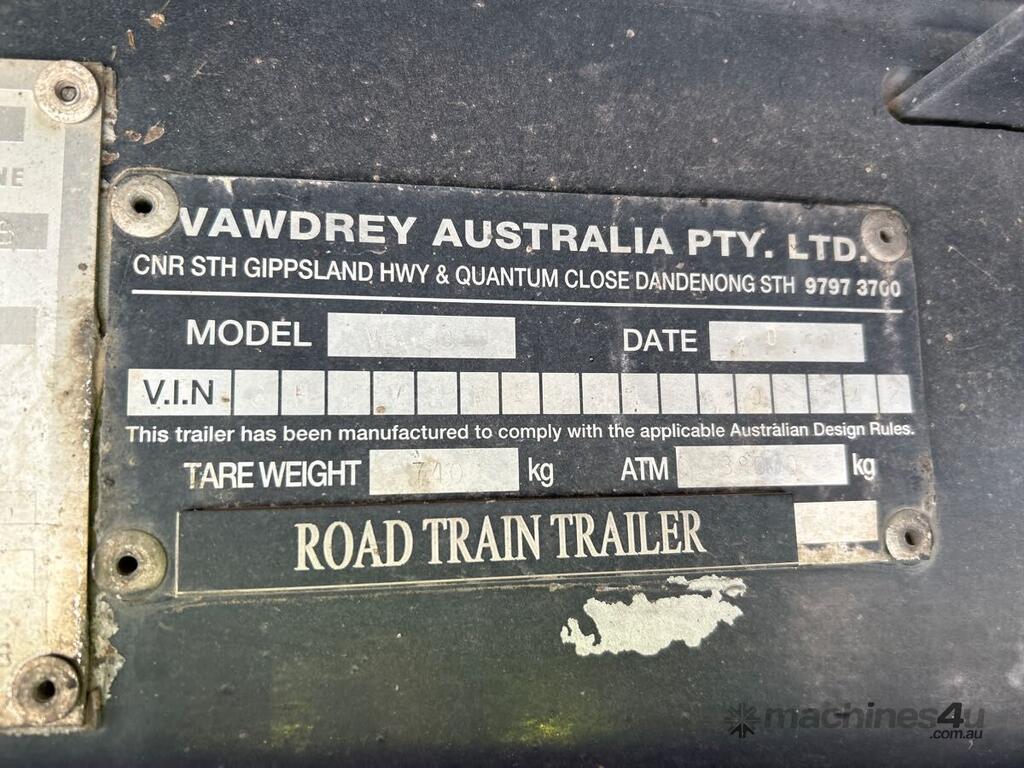 VAWDREY AUSTRALIA PTY. LTD.
CNR STH GIPPSLAND HWY & QUANTUM CLOSE DANDENONG STH 9797 3700
MODEL
DATE
V.I.N
This trailer has been manufactured to comply with the applicable Australian Design Rules.
TARE WEIGHT kg ATM kg
ROAD TRAIN TRAILER
machines4u
.com.au